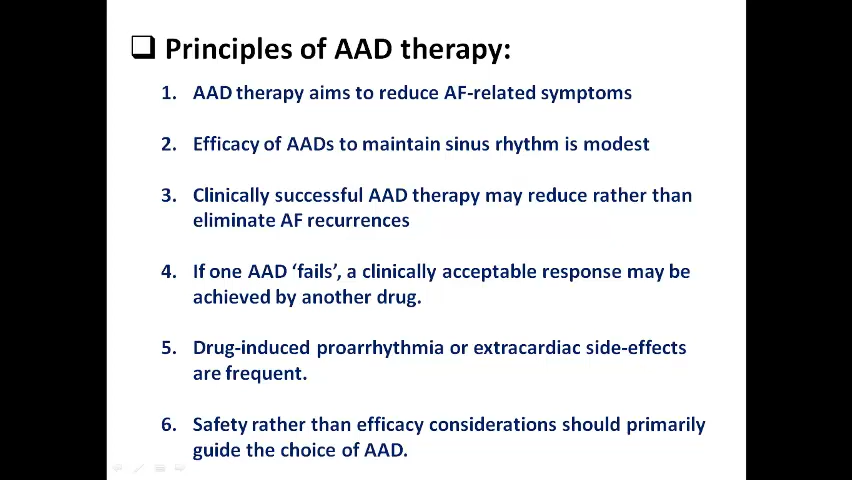 Principles of AAD therapy:
1. AAD therapy aims to reduce AF-related symptoms
2. Efficacy of AADs to maintain sinus rhythm is modest
3. Clinically successful AAD therapy may reduce rather than
eliminate AF recurrences
4. If one AAD ‘fails’, a clinically acceptable response may be
achieved by another drug.
5. Drug-induced proarrhythmia or extracardiac side-effects
are frequent.
6. Safety rather than efficacy considerations should primarily
guide the choice of AAD.